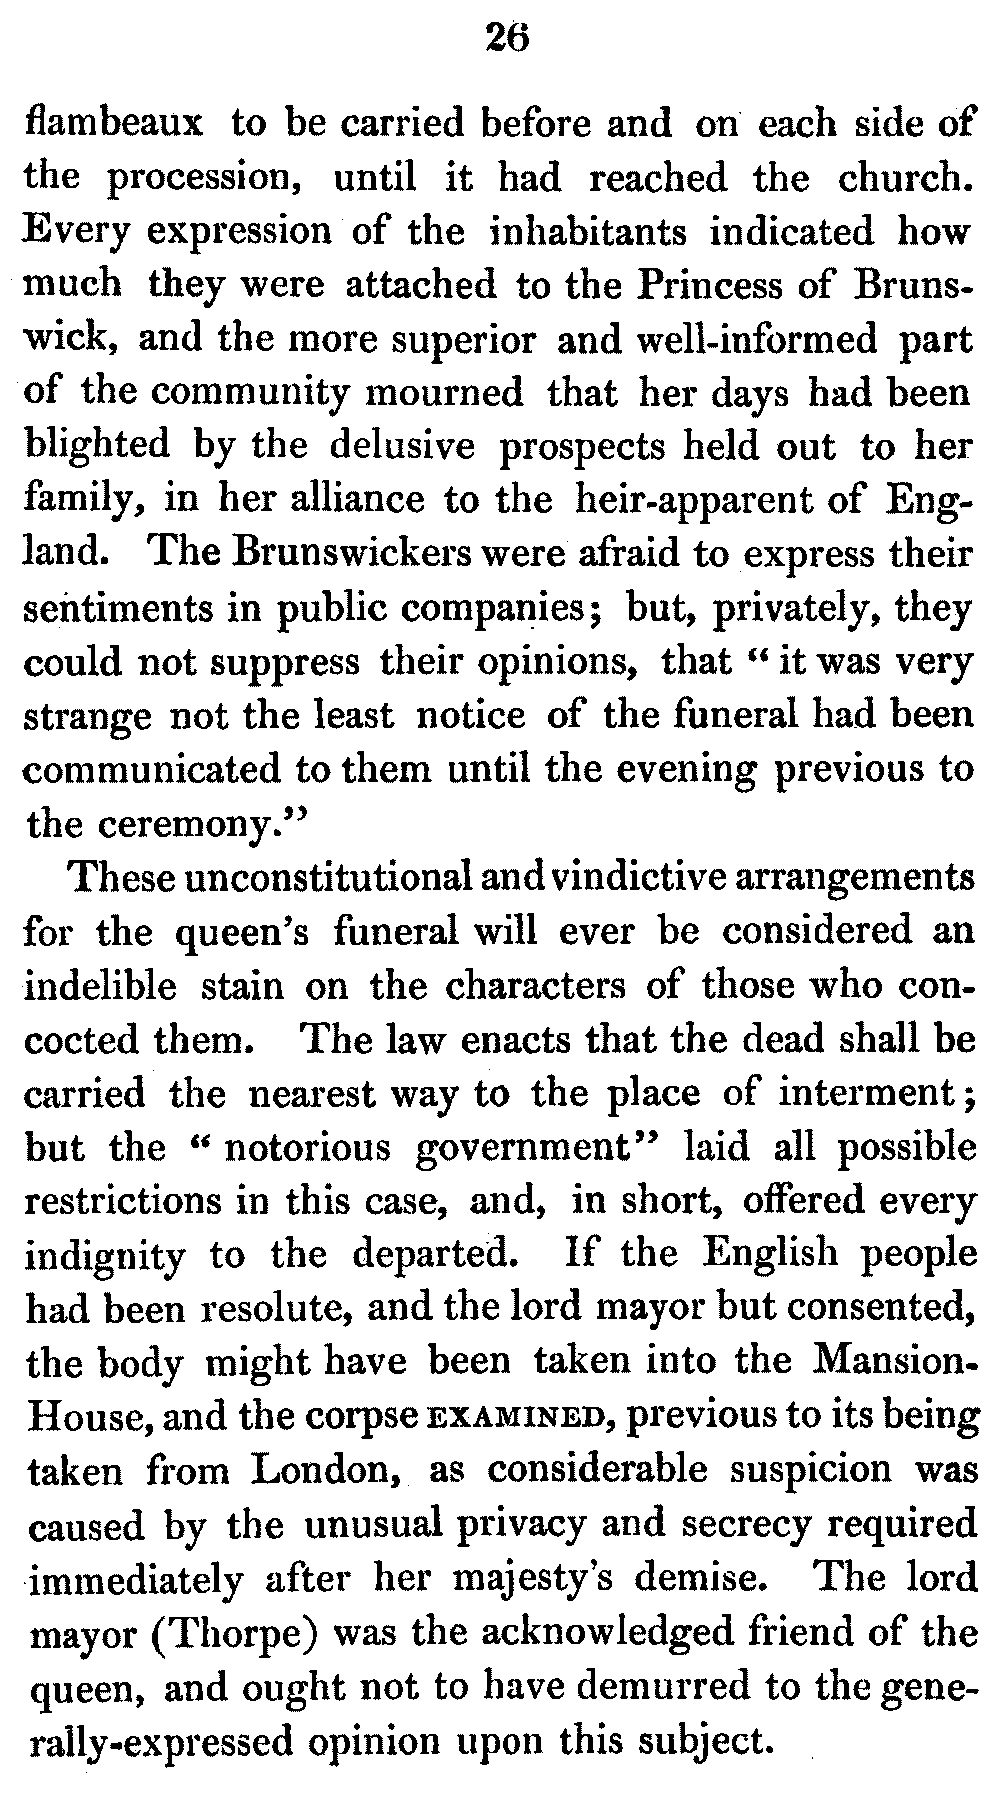 26
flambeaux to be carried before and on each side of
the procession, until it had reached the church.
Every expression of the inhabitants indicated how
much they were attached to the Princess of Bruns-
wick, and the more superior and well-informed part
of the community mourned that her days had been
blighted by the delusive prospects held out to her
family, in her alliance to the heir-apparent of Eng-
land. The Brunswickers were afraid to express their
sentiments in public companies; but, privately, they
could not suppress their opinions, that “ it was very
strange not the least notice of the funeral had been
communicated to them until the evening previous to
the ceremony.”
These unconstitutional and vindictive arrangements
for the queen’s funeral will ever be considered an
indelible stain on the characters of those who con-
cocted them. The law enacts that the dead shall be
carried the nearest way to the place of interment;
but the “ notorious government” laid all possible
restrictions in this case, and, in short, offered every
indignity to the departed. If the English people
had been resolute, and the lord mayor but consented,
the body might have been taken into the Mansion-
House, and the corpse EXAMINED, previous to its being
taken from London, as considerable suspicion was
caused by the unusual privacy and secrecy required
immediately after her majesty’s demise. The lord
mayor (Thorpe) was the acknowledged friend of the
queen, and ought not to have demurred to the gene-
rally-expressed opinion upon this subject.